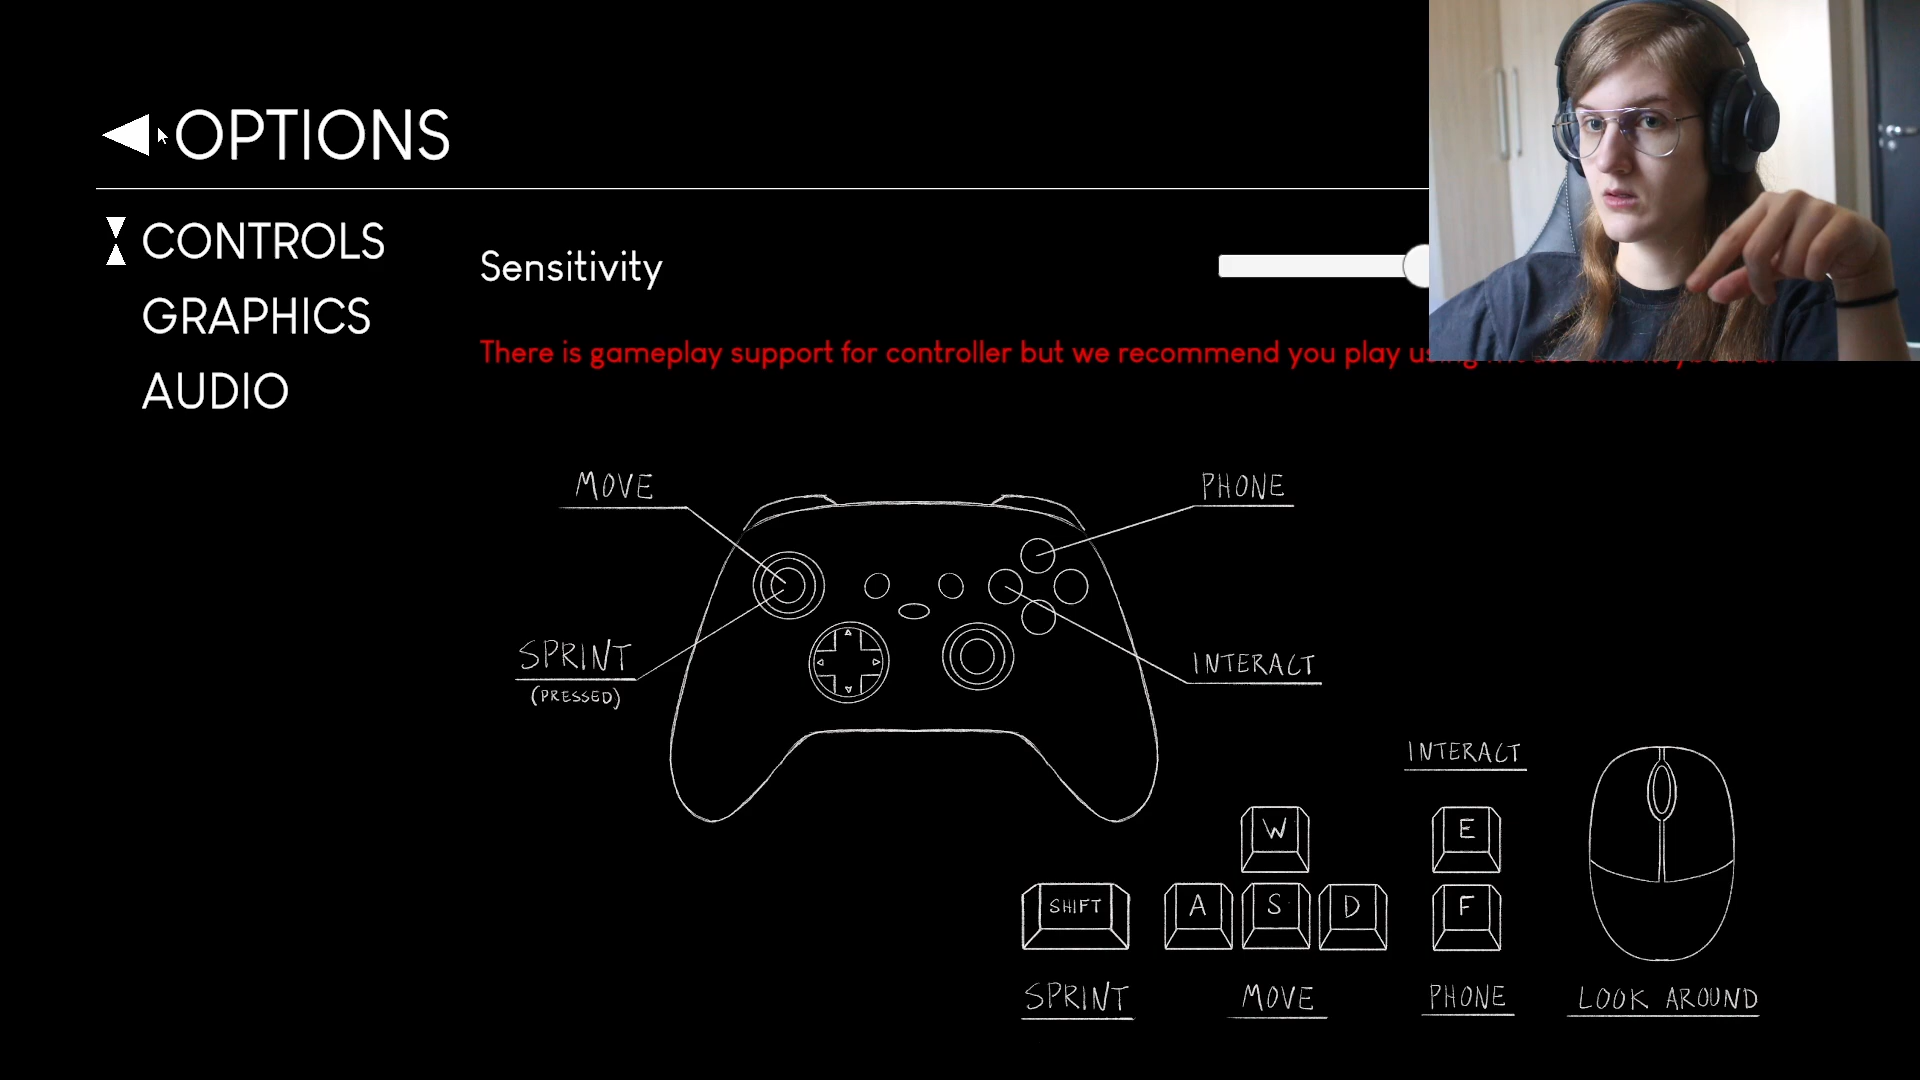 OPTIONS
CONTROLS
GRAPHICS
AUDIO
Sensitivity
There is gameplay support for controller but we recommend you play
MOVE
PHONE
SPRINT
(PRESSED)
INTERACT
INTERACT
W
E
SHIFT
A
S
D
F
SPRINT
MOVE
PHONE
LOOK AROUND